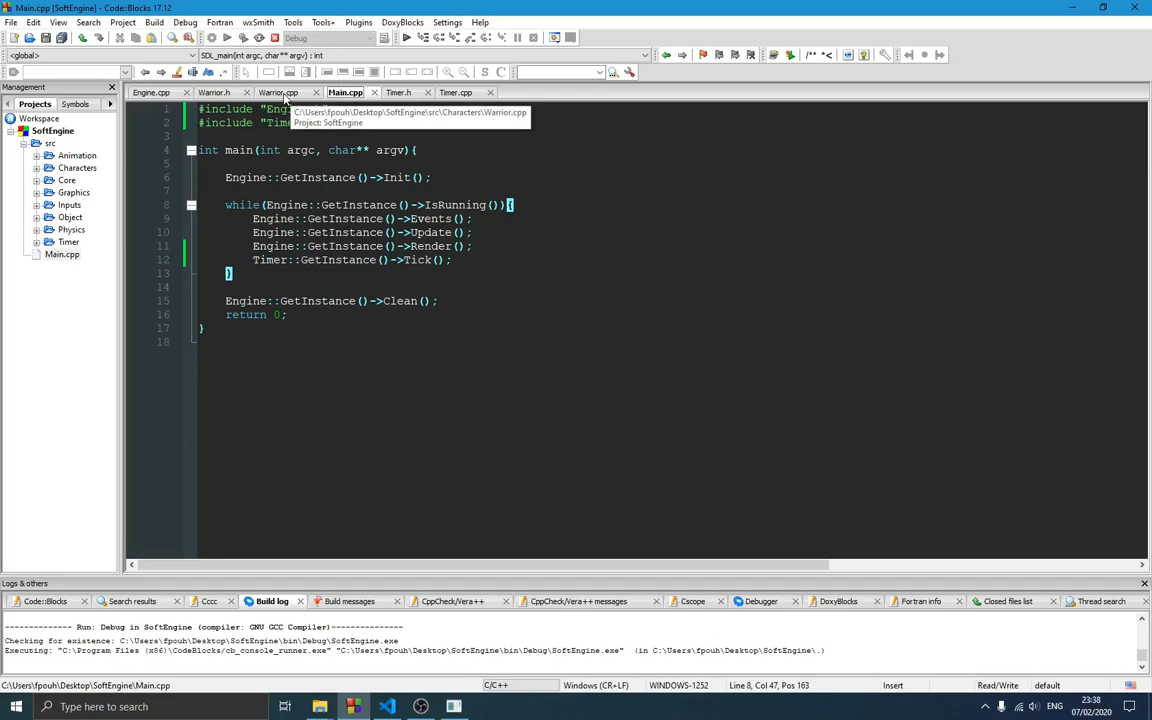 Main.cpp [SoftEngine] - Code::Blocks 17.12
File Edit View Search Project Build Debug Fortran wxSmith Tools Tools+ Plugins DoxyBlocks Settings Help
Debug
<global> SDL_main(int argc, char** argv) : int
/** *<
Management
Engine.cpp Warrior.h Warrior.cpp Main.cpp Timer.h Timer.cpp
Projects Symbols
Workspace
SoftEngine
src
Animation
Characters
Core
Graphics
Inputs
Object
Physics
Timer
Main.cpp
C:\Users\fpouh\Desktop\SoftEngine\src\Characters\Warrior.cpp
Project: SoftEngine
1 #include "Engi
2 #include "Time
3
4 int main(int argc, char** argv){
5
6 Engine::GetInstance()->Init();
7
8 while(Engine::GetInstance()->IsRunning()){
9 Engine::GetInstance()->Events();
10 Engine::GetInstance()->Update();
11 Engine::GetInstance()->Render();
12 Timer::GetInstance()->Tick();
13 }
14
15 Engine::GetInstance()->Clean();
16 return 0;
17 }
18
Logs & others
Code::Blocks Search results Cccc Build log Build messages CppCheck/Vera++ CppCheck/Vera++ messages Cscope Debugger DoxyBlocks Fortran info Closed files list Thread search
-------------- Run: Debug in SoftEngine (compiler: GNU GCC Compiler)---------------
Checking for existence: C:\Users\fpouh\Desktop\SoftEngine\bin\Debug\SoftEngine.exe
Executing: "C:\Program Files (x86)\CodeBlocks/cb_console_runner.exe" "C:\Users\fpouh\Desktop\SoftEngine\bin\Debug\SoftEngine.exe" (in C:\Users\fpouh\Desktop\SoftEngine\.)
C:\Users\fpouh\Desktop\SoftEngine\Main.cpp C/C++ Windows (CR+LF) WINDOWS-1252 Line 8, Col 47, Pos 163 Insert Read/Write default
Type here to search
ENG
23:38
07/02/2020